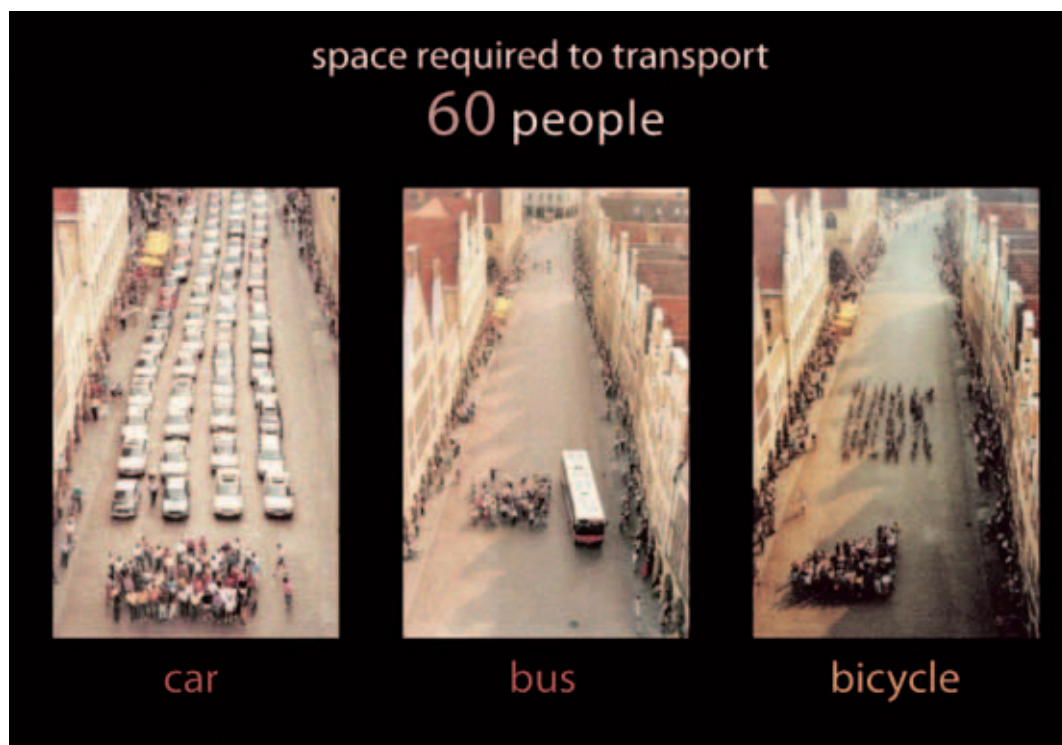 space required to transport
60 people
car
bus
bicycle